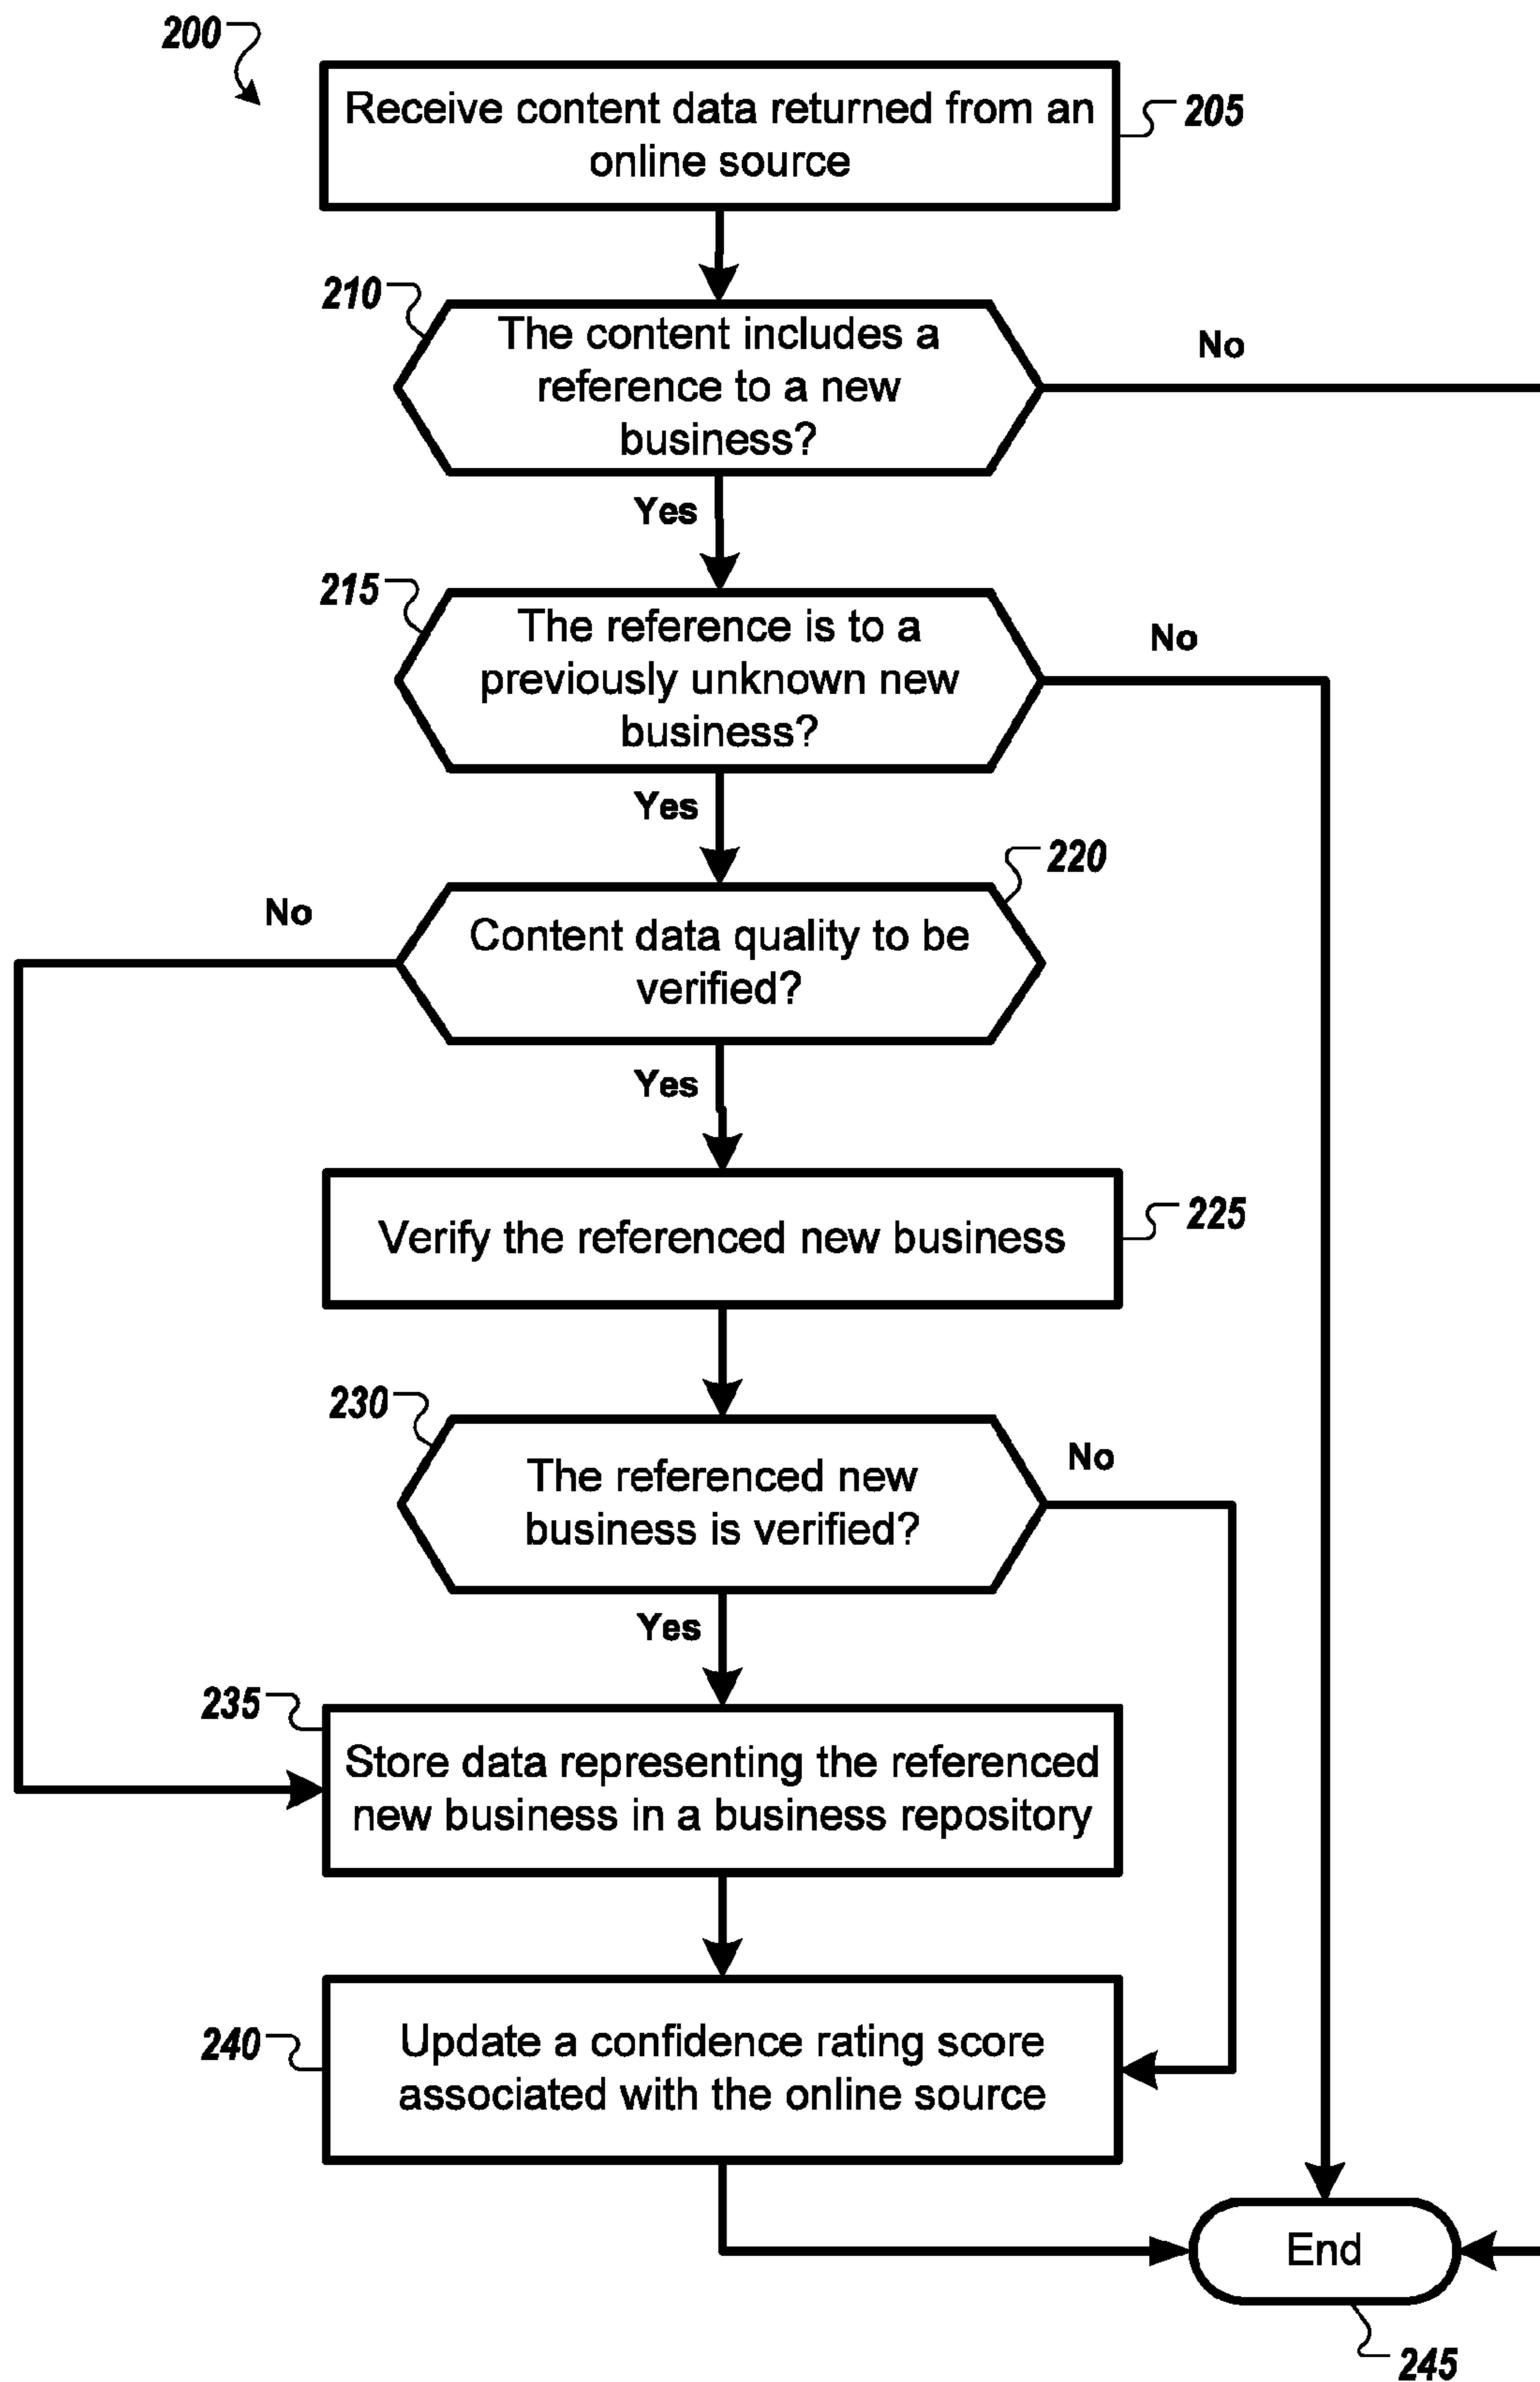 200
Receive content data returned from an
online source
205
210
The content includes a
reference to a new
business?
No
Yes
215
The reference is to a
previously unknown new
business?
No
Yes
220
No
Content data quality to be
verified?
Yes
Verify the referenced new business
225
230
The referenced new
business is verified?
No
Yes
235
Store data representing the referenced
new business in a business repository
240
Update a confidence rating score
associated with the online source
End
245